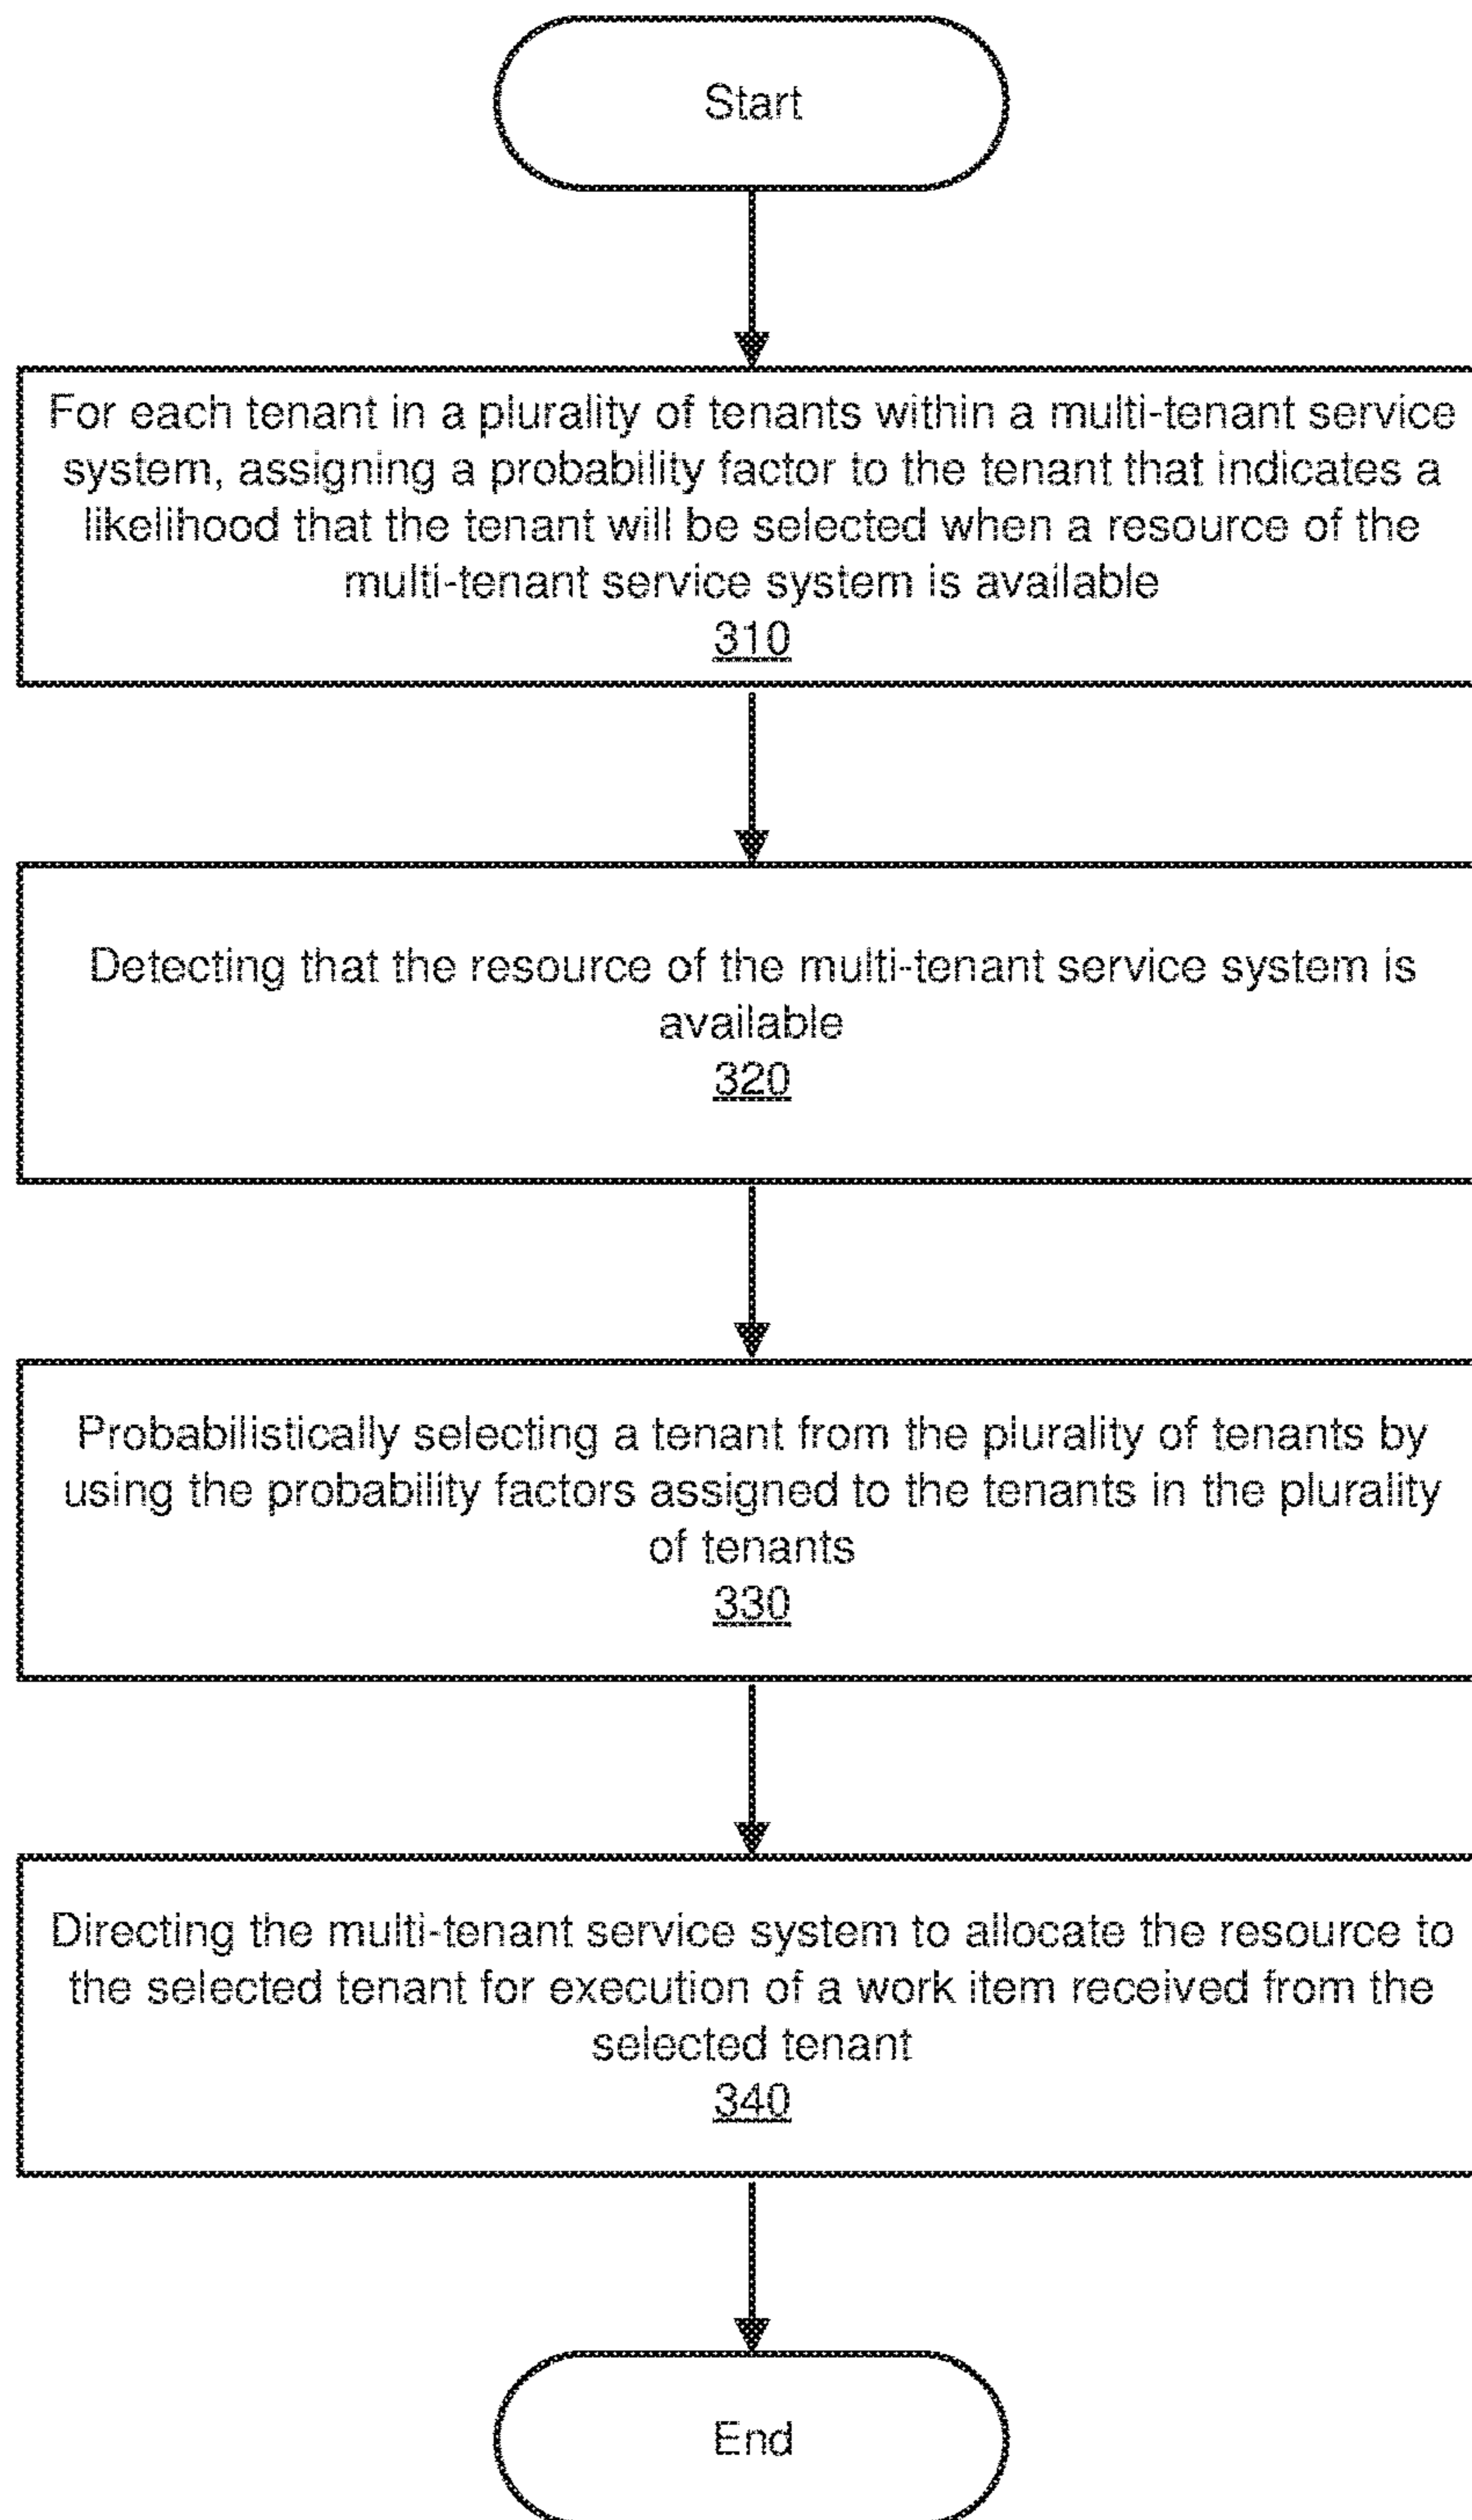 Start
For each tenant in a plurality of tenants within a multi-tenant service
system, assigning a probability factor to the tenant that indicates a
likelihood that the tenant will be selected when a resource of the
multi-tenant service system is available
310
Detecting that the resource of the multi-tenant service system is
available
320
Probabilistically selecting a tenant from the plurality of tenants by
using the probability factors assigned to the tenants in the plurality
of tenants
330
Directing the multi-tenant service system to allocate the resource to
the selected tenant for execution of a work item received from the
selected tenant
340
End